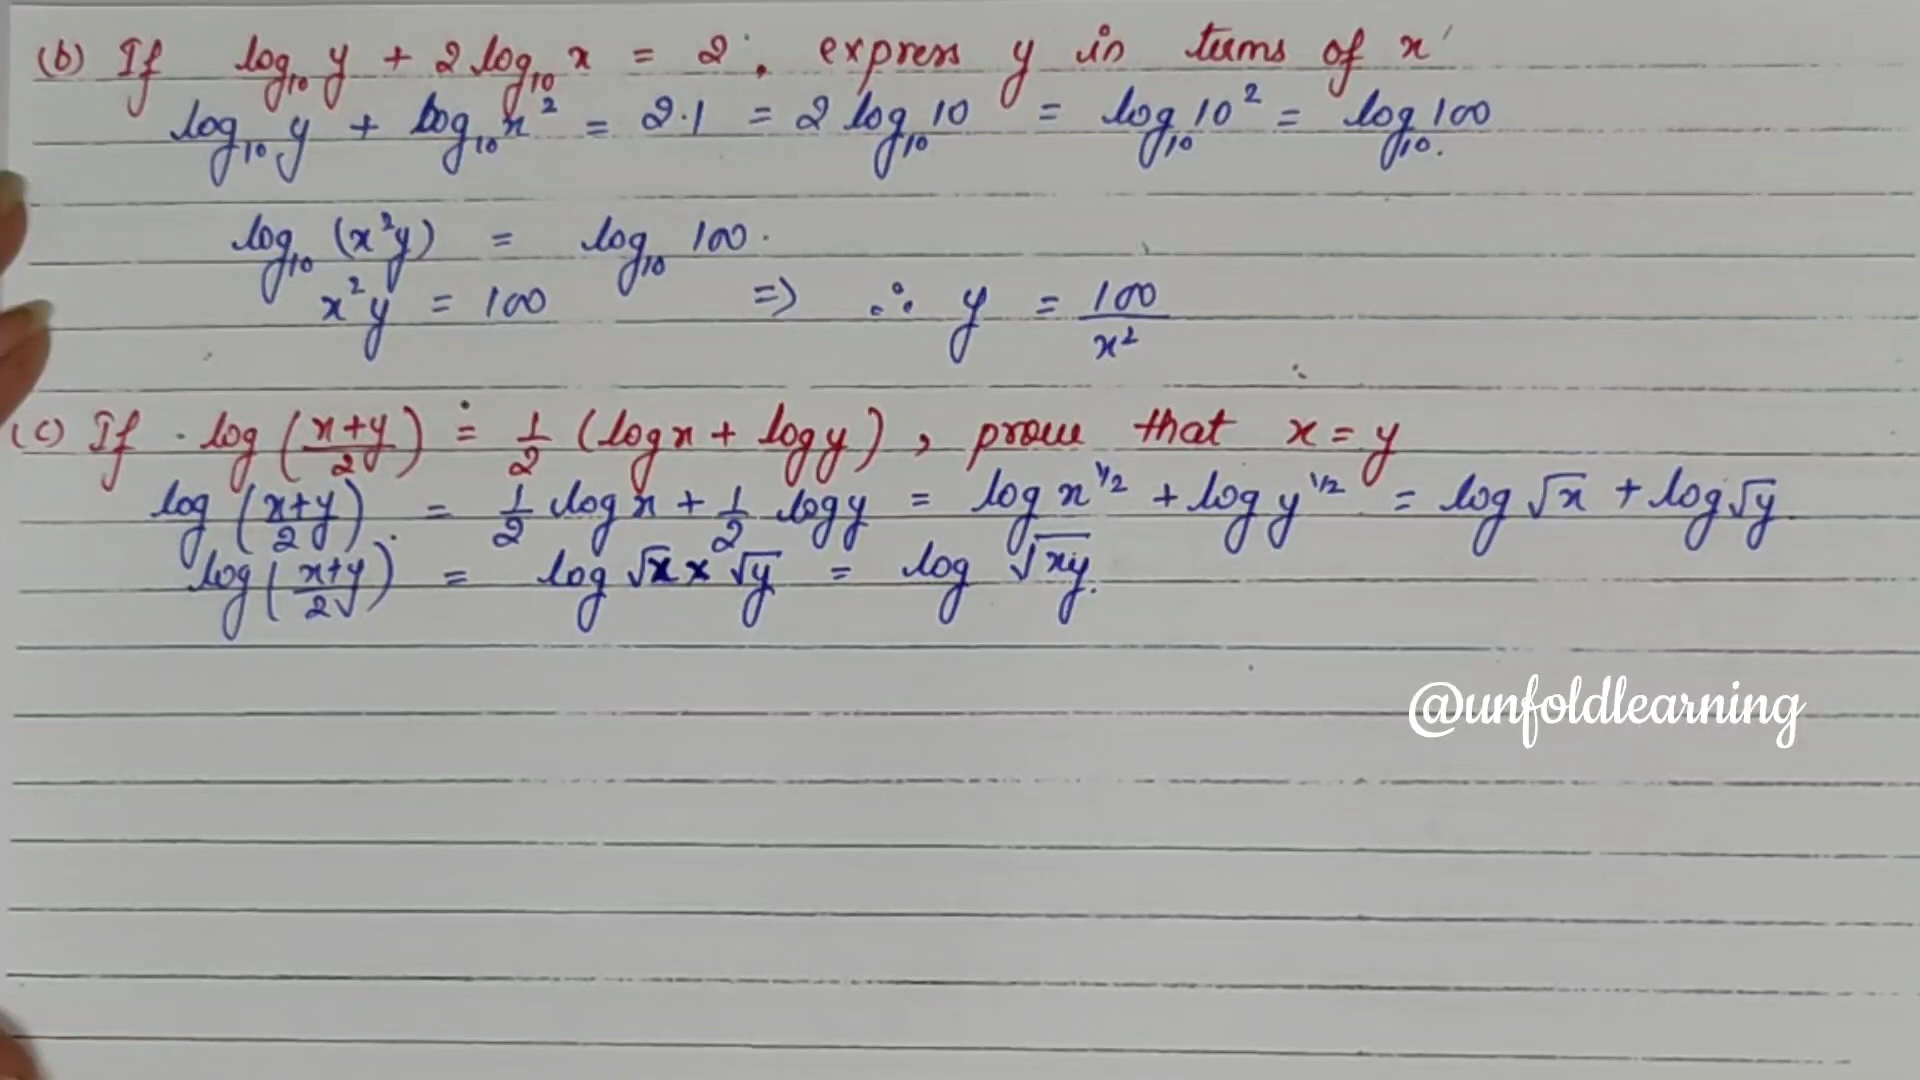 (b) If log₁₀ y + 2 log₁₀ x = 2, express y in terms of x
log₁₀ y + log₁₀ x² = 2·1 = 2 log₁₀ 10 = log₁₀ 10² = log₁₀ 100
log₁₀ (x²y) = log₁₀ 100.
x²y = 100 => ∴ y = 100/x²
(c) If log((x+y)/2) = 1/2 (log x + log y), prove that x = y
log((x+y)/2) = 1/2 log x + 1/2 log y = log x^1/2 + log y^1/2 = log √x + log √y
log((x+y)/2) = log √x × √y = log √xy.
@unfoldlearning